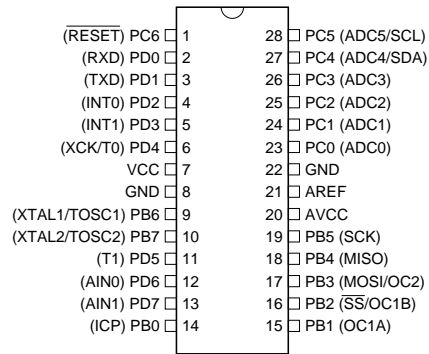 (RESET) PC6 1 28 PC5 (ADC5/SCL)
(RXD) PD0 2 27 PC4 (ADC4/SDA)
(TXD) PD1 3 26 PC3 (ADC3)
(INT0) PD2 4 25 PC2 (ADC2)
(INT1) PD3 5 24 PC1 (ADC1)
(XCK/T0) PD4 6 23 PC0 (ADC0)
VCC 7 22 GND
GND 8 21 AREF
(XTAL1/TOSC1) PB6 9 20 AVCC
(XTAL2/TOSC2) PB7 10 19 PB5 (SCK)
(T1) PD5 11 18 PB4 (MISO)
(AIN0) PD6 12 17 PB3 (MOSI/OC2)
(AIN1) PD7 13 16 PB2 (SS/OC1B)
(ICP) PB0 14 15 PB1 (OC1A)